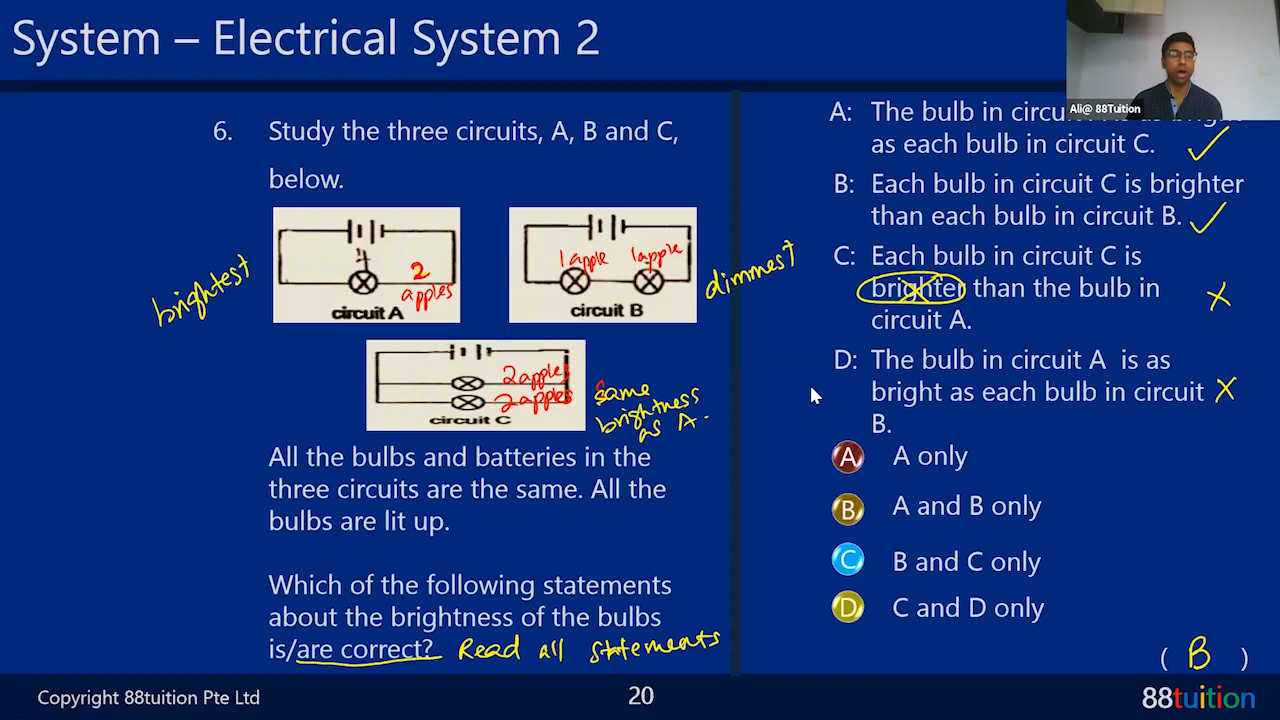 System – Electrical System 2
Ali@ 88Tuition
6. Study the three circuits, A, B and C,
below.
brightest
2
apples
circuit A
1 apple
1 apple
circuit B
dimmest
2 apples
2 apples
circuit C
same
brightness
as A.
All the bulbs and batteries in the
three circuits are the same. All the
bulbs are lit up.
Which of the following statements
about the brightness of the bulbs
is/are correct? Read all statements
A: The bulb in
as each bulb in circuit C.
B: Each bulb in circuit C is brighter
than each bulb in circuit B.
C: Each bulb in circuit C is
brighter than the bulb in
circuit A.
D: The bulb in circuit A is as
bright as each bulb in circuit
B.
A A only
B A and B only
C B and C only
D C and D only
( B )
Copyright 88tuition Pte Ltd
20
88tuition